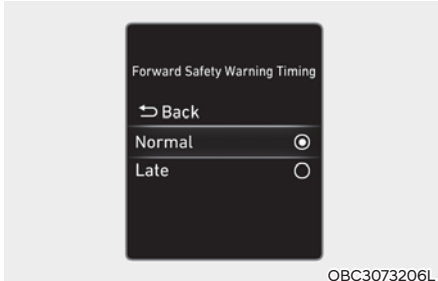 Forward Safety Warning Timing
Back
Normal
Late
OBC3073206L